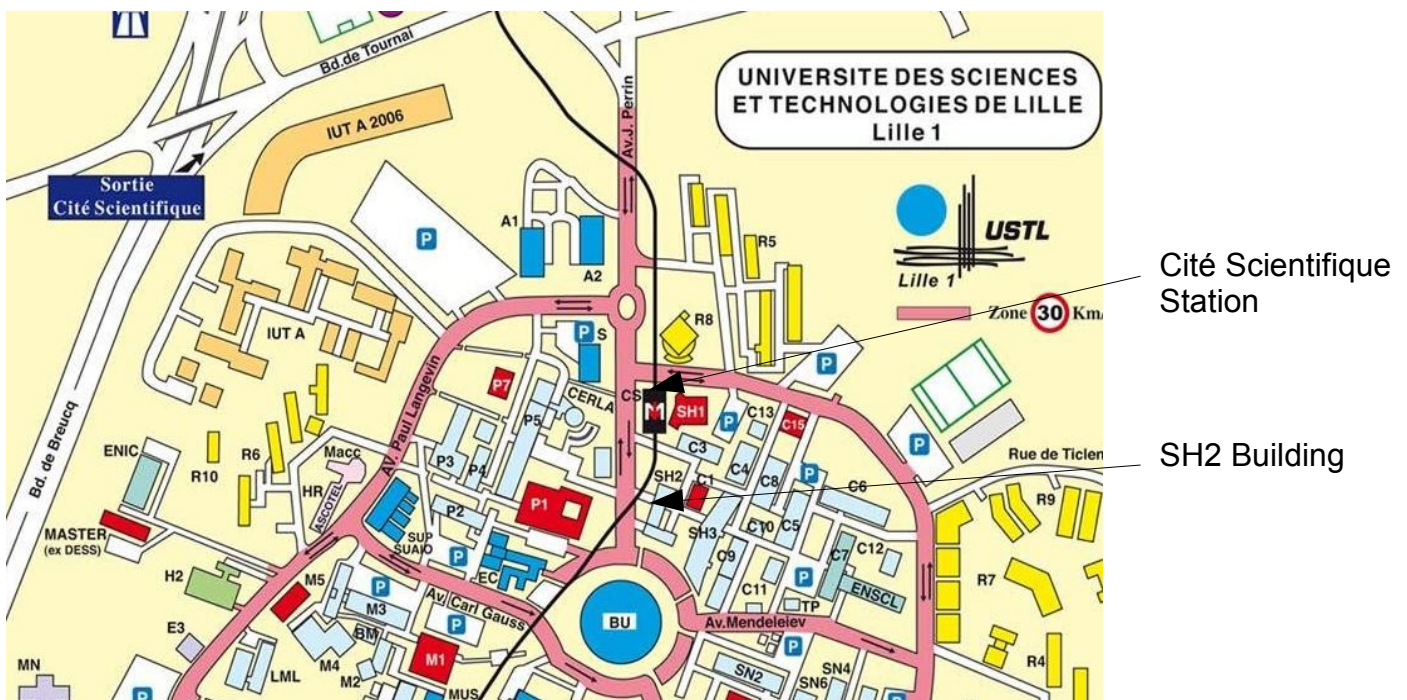 Bd.de Tournai
UNIVERSITE DES SCIENCES
ET TECHNOLOGIES DE LILLE
Lille 1
IUT A 2006
Av.J. Perrin
Sortie
Cité Scientifique
P
A1
A2
R5
USTL
Lille 1
Zone 30 Km/
Cité Scientifique
Station
IUT A
P
S
R8
P
Av. Paul Langevin
P7
CERLA
CS
M
SH1
P
C13
C15
P5
Bd. de Breucq
ENIC
R10
R6
Macc
P3
P4
C3
C4
P
P
Rue de Ticlen
SH2 Building
HR
ASCOTEL
SH2
C1
C8
C6
R9
MASTER
(ex DESS)
P2
P1
SH3
C10
C5
SUP
SUAIO
P
C9
C7
C12
H2
M5
P
EC
C11
P
ENSCL
R7
M3
Av. Carl Gauss
BU
TP
Av.Mendeleiev
E3
BM
P
P
MN
LML
M4
M2
M1
SN2
SN4
R4
P
MUS
SN6
P